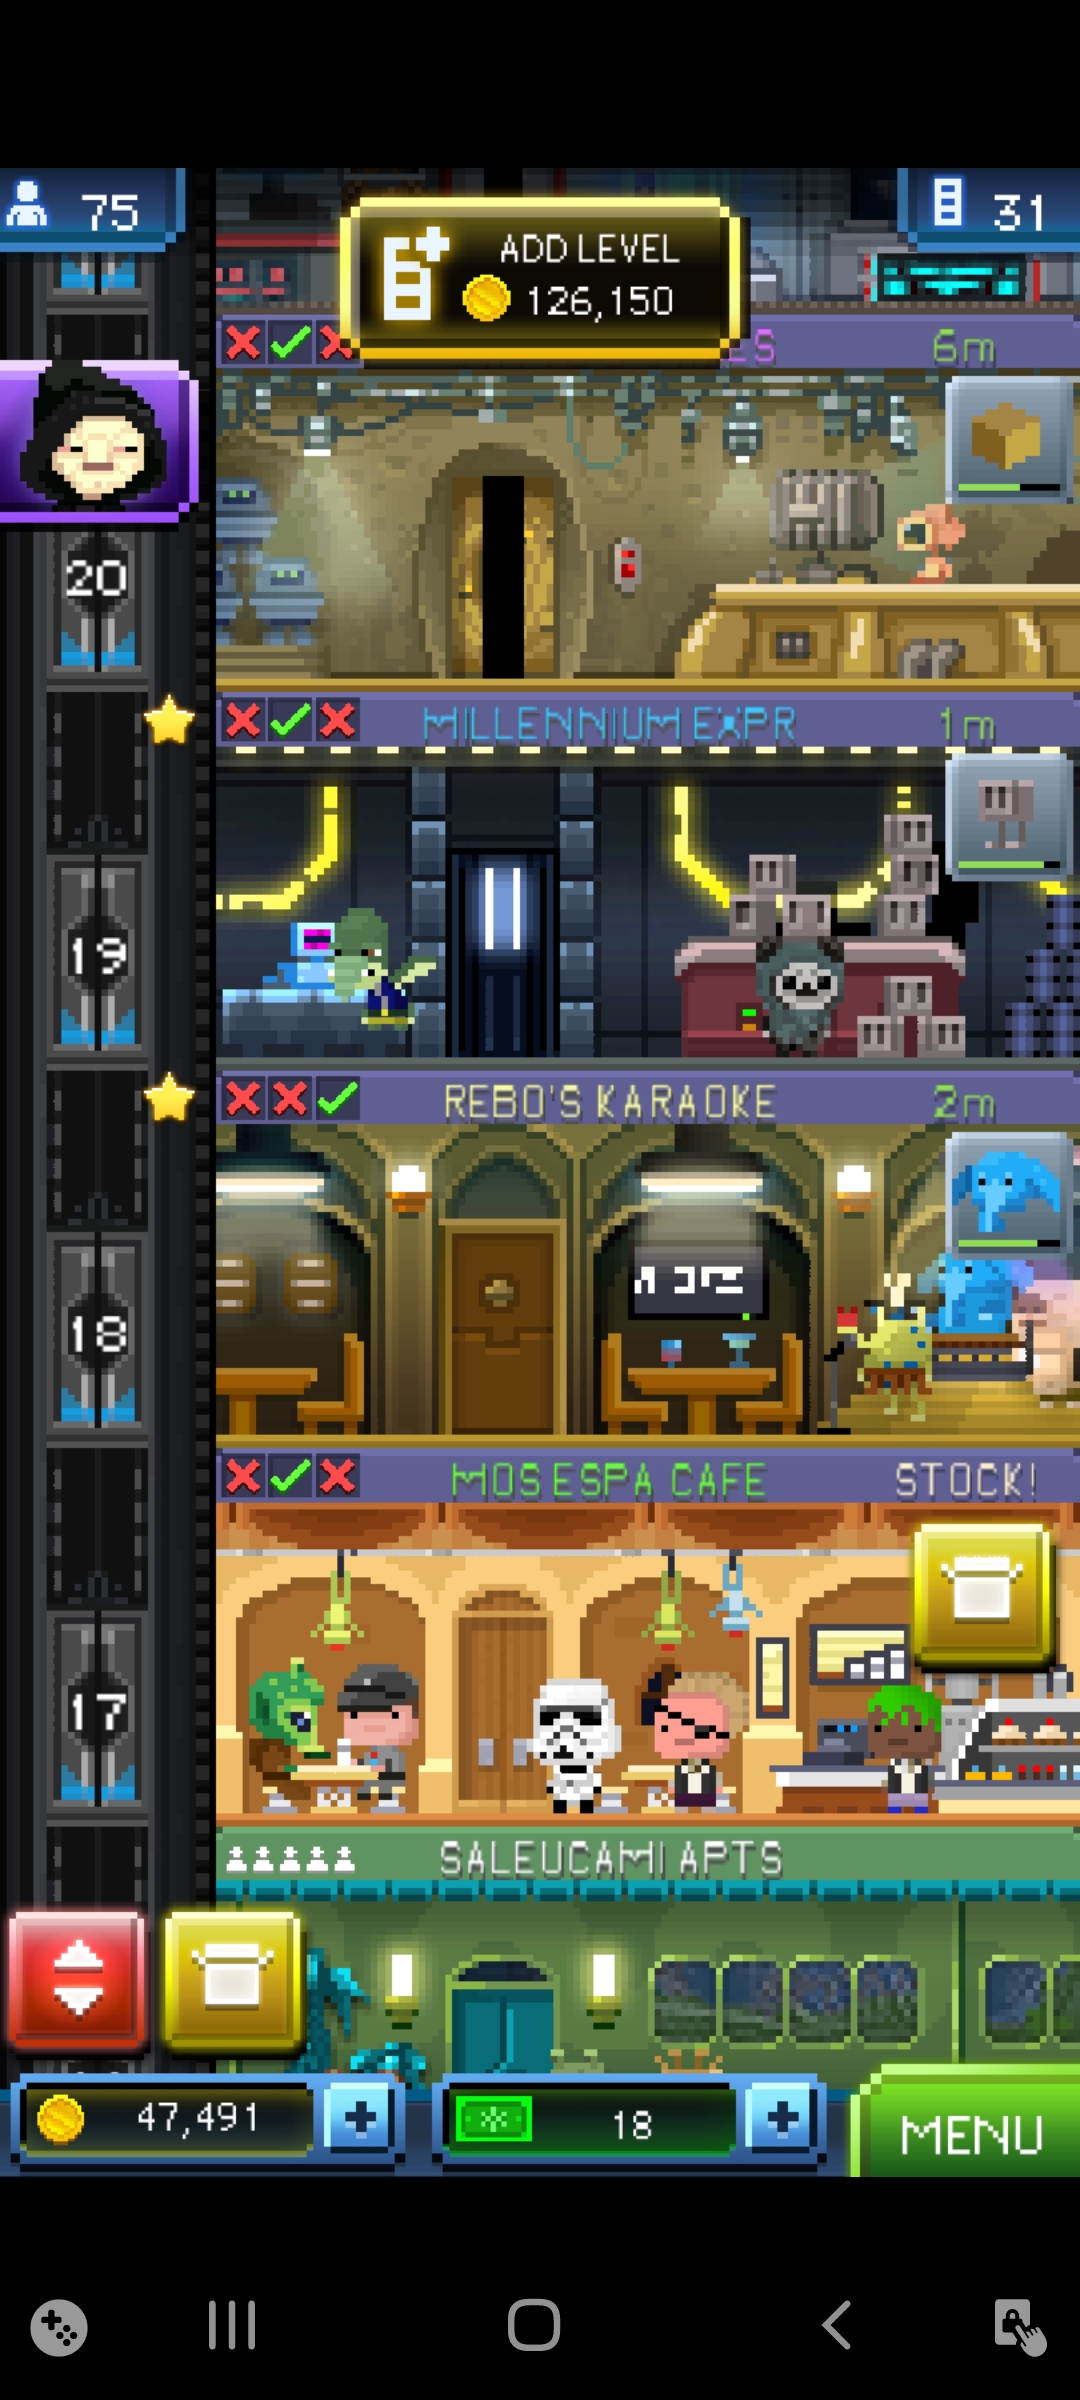 75
ADD LEVEL
126,150
31
ES
6m
20
MILLENNIUM EXPR
1m
19
REBO'S KARAOKE
2m
18
MOS ESPA CAFE
STOCK!
17
SALEUCAMI APTS
47,491
18
MENU